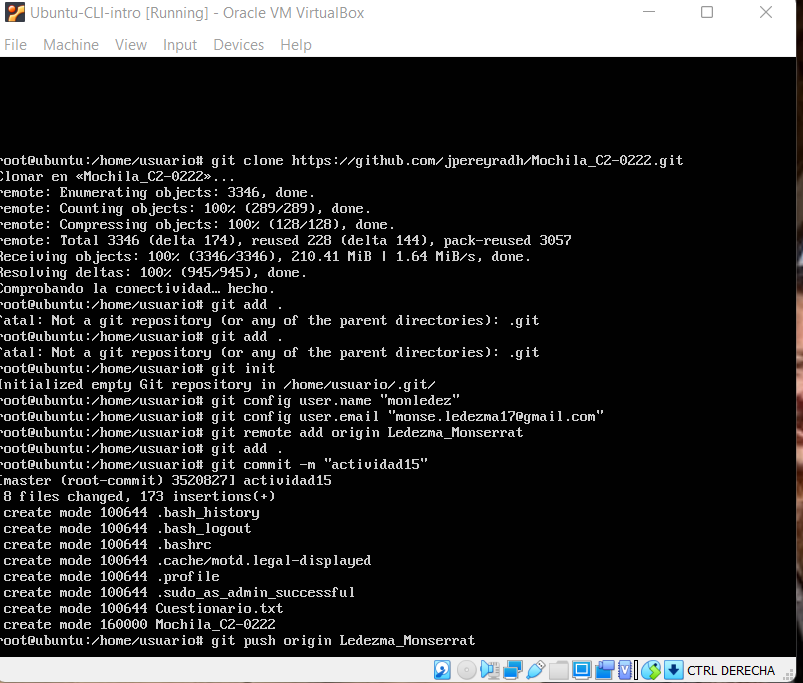 Ubuntu-CLI-intro [Running] - Oracle VM VirtualBox
File Machine View Input Devices Help
root@ubuntu:/home/usuario# git clone https://github.com/jpereyradh/Mochila_C2-0222.git
Clonar en «Mochila_C2-0222»...
remote: Enumerating objects: 3346, done.
remote: Counting objects: 100% (289/289), done.
remote: Compressing objects: 100% (128/128), done.
remote: Total 3346 (delta 174), reused 228 (delta 144), pack-reused 3057
Receiving objects: 100% (3346/3346), 210.41 MiB | 1.64 MiB/s, done.
Resolving deltas: 100% (945/945), done.
Comprobando la conectividad… hecho.
root@ubuntu:/home/usuario# git add .
fatal: Not a git repository (or any of the parent directories): .git
root@ubuntu:/home/usuario# git add .
fatal: Not a git repository (or any of the parent directories): .git
root@ubuntu:/home/usuario# git init
Initialized empty Git repository in /home/usuario/.git/
root@ubuntu:/home/usuario# git config user.name "monledez"
root@ubuntu:/home/usuario# git config user.email "monse.ledezma17@gmail.com"
root@ubuntu:/home/usuario# git remote add origin Ledezma_Monserrat
root@ubuntu:/home/usuario# git add .
root@ubuntu:/home/usuario# git commit -m "actividad15"
[master (root-commit) 3520827] actividad15
8 files changed, 173 insertions(+)
create mode 100644 .bash_history
create mode 100644 .bash_logout
create mode 100644 .bashrc
create mode 100644 .cache/motd.legal-displayed
create mode 100644 .profile
create mode 100644 .sudo_as_admin_successful
create mode 100644 Cuestionario.txt
create mode 160000 Mochila_C2-0222
root@ubuntu:/home/usuario# git push origin Ledezma_Monserrat
CTRL DERECHA